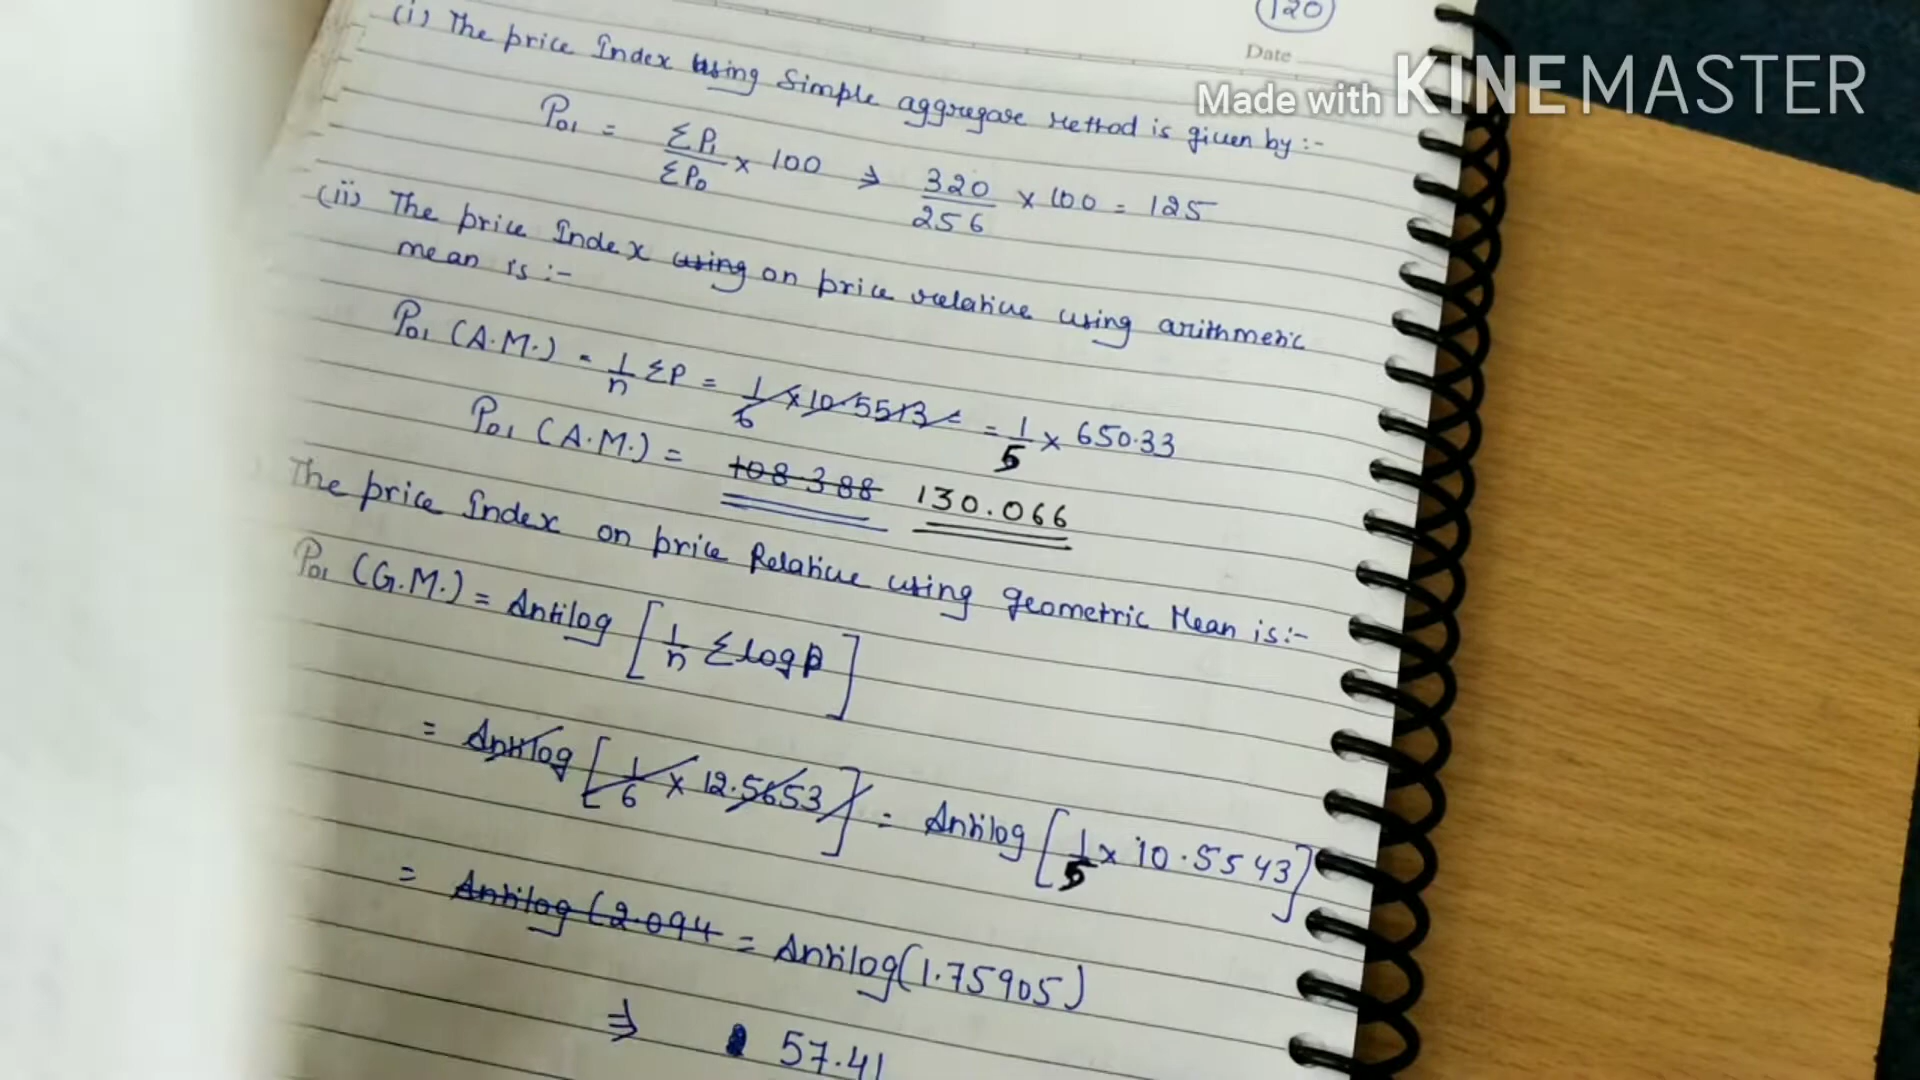 120
Date
Made with KINEMASTER
(i) The price Index using Simple aggregate Method is given by :-
P01 = ΣP1/ΣP0 × 100 ⇒ 320/256 × 100 = 125
(ii) The price Index using on price relative using arithmetic
mean is :-
P01 (A.M.) = 1/n ΣP = 1/6 × 10.5513 = = 1/5 × 650.33
P01 (A.M.) = 108.388 130.066
The price Index on price Relative using geometric Mean is :-
P01 (G.M.) = Antilog [1/n Σ log P]
= Antilog [1/6 × 12.5653] = Antilog [1/5 × 10.5543]
= Antilog (2.094 = Antilog (1.75905)
⇒ 57.41